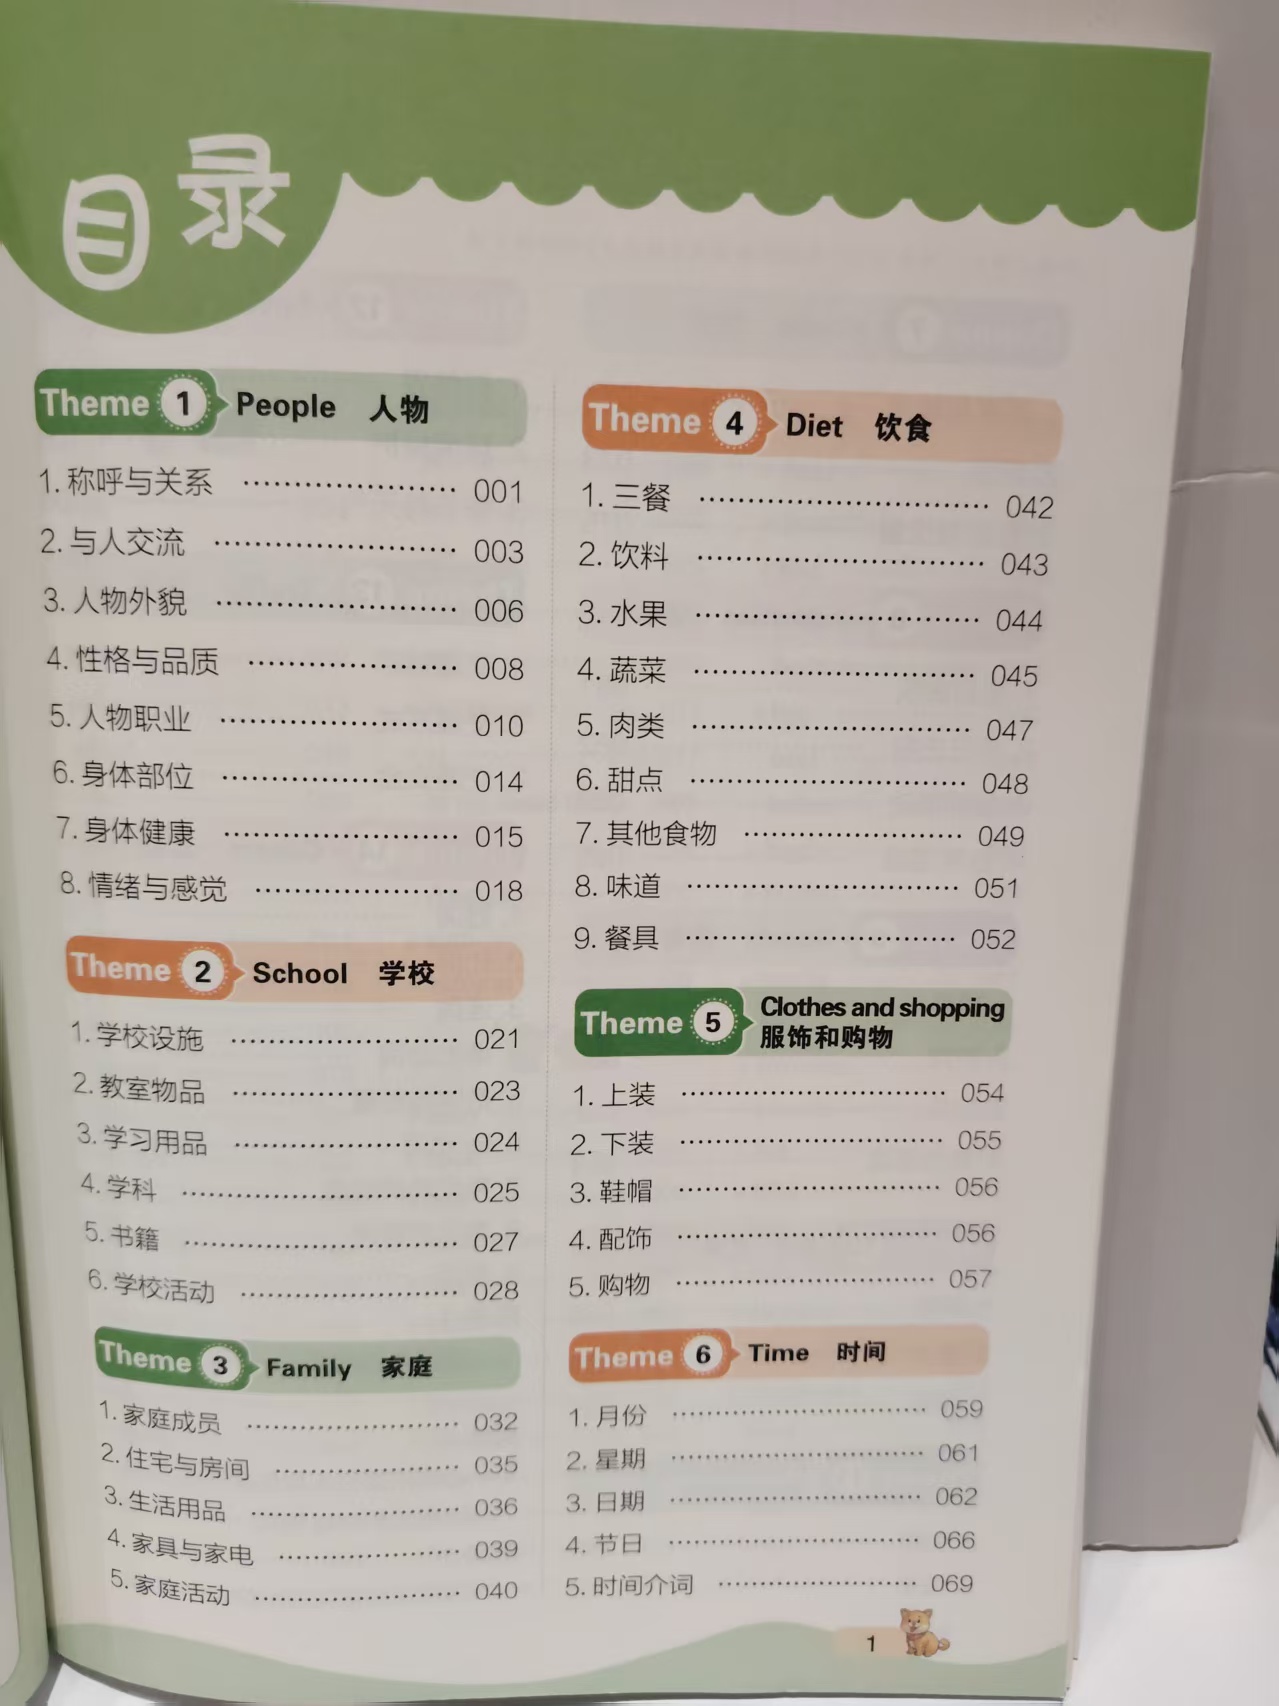 目录
Theme 1 People 人物
1. 称呼与关系 ························ 001
2. 与人交流 ························ 003
3. 人物外貌 ························ 006
4. 性格与品质 ························ 008
5. 人物职业 ························ 010
6. 身体部位 ························ 014
7. 身体健康 ························ 015
8. 情绪与感觉 ························ 018
Theme 2 School 学校
1. 学校设施 ························ 021
2. 教室物品 ························ 023
3. 学习用品 ························ 024
4. 学科 ························ 025
5. 书籍 ························ 027
6. 学校活动 ························ 028
Theme 3 Family 家庭
1. 家庭成员 ························ 032
2. 住宅与房间 ························ 035
3. 生活用品 ························ 036
4. 家具与家电 ························ 039
5. 家庭活动 ························ 040
Theme 4 Diet 饮食
1. 三餐 ························ 042
2. 饮料 ························ 043
3. 水果 ························ 044
4. 蔬菜 ························ 045
5. 肉类 ························ 047
6. 甜点 ························ 048
7. 其他食物 ························ 049
8. 味道 ························ 051
9. 餐具 ························ 052
Theme 5 Clothes and shopping
服饰和购物
1. 上装 ························ 054
2. 下装 ························ 055
3. 鞋帽 ························ 056
4. 配饰 ························ 056
5. 购物 ························ 057
Theme 6 Time 时间
1. 月份 ························ 059
2. 星期 ························ 061
3. 日期 ························ 062
4. 节日 ························ 066
5. 时间介词 ························ 069
1